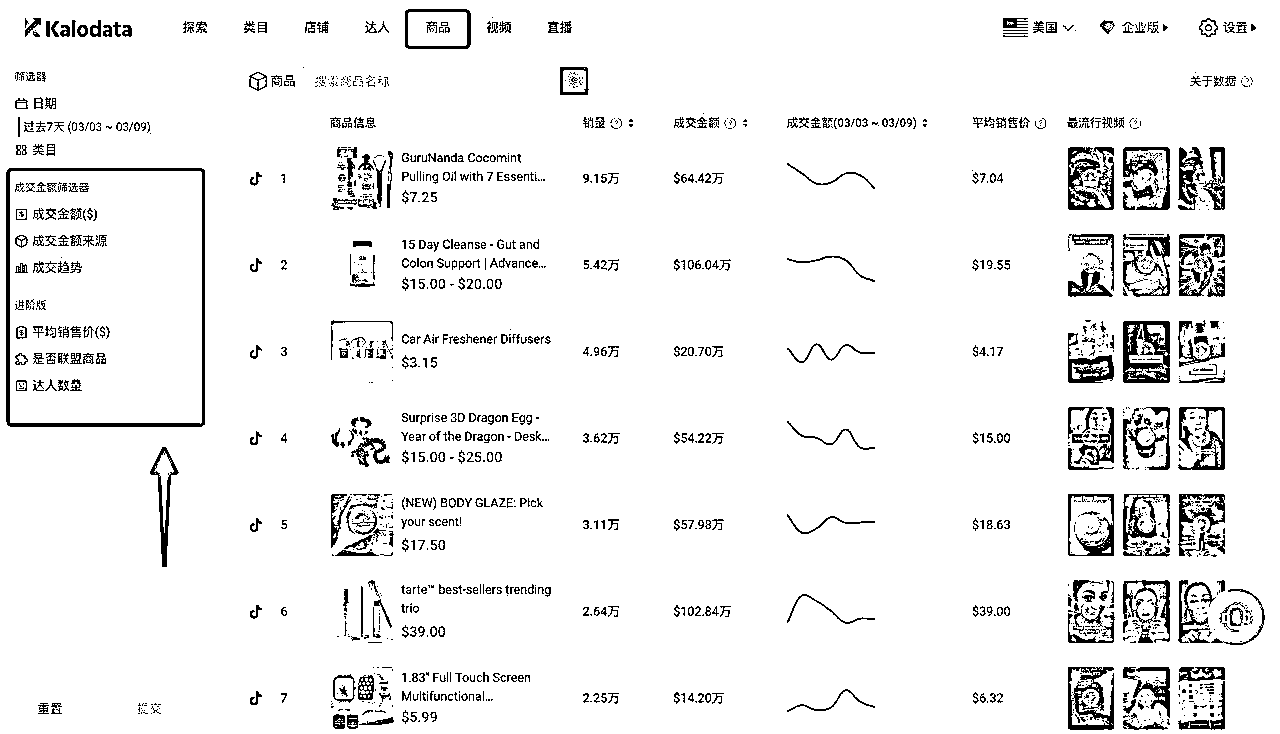 Kalodata 探索 类目 店铺 达人 商品 视频 直播 美国 企业版 设置
筛选器
日期
过去7天 (03/03 ~ 03/09)
类目
成交金额筛选器
成交金额($)
成交金额来源
成交趋势
进阶版
平均销售价($)
是否联盟商品
达人数量
重置 提交
商品 搜索商品名称 关于数据
商品信息 销量 成交金额 成交金额(03/03 ~ 03/09) 平均销售价 最流行视频
1 GuruNanda Cocomint
Pulling Oil with 7 Essenti...
$7.25
9.15万 $64.42万 $7.04
2 15 Day Cleanse - Gut and
Colon Support | Advance...
$15.00 - $20.00
5.42万 $106.04万 $19.55
3 Car Air Freshener Diffusers
$3.15
4.96万 $20.70万 $4.17
4 Surprise 3D Dragon Egg -
Year of the Dragon - Desk...
$15.00 - $25.00
3.62万 $54.22万 $15.00
5 (NEW) BODY GLAZE: Pick
your scent!
$17.50
3.11万 $57.98万 $18.63
6 tarte™ best-sellers trending
trio
$39.00
2.64万 $102.84万 $39.00
7 1.83" Full Touch Screen
Multifunctional...
$5.99
2.25万 $14.20万 $6.32